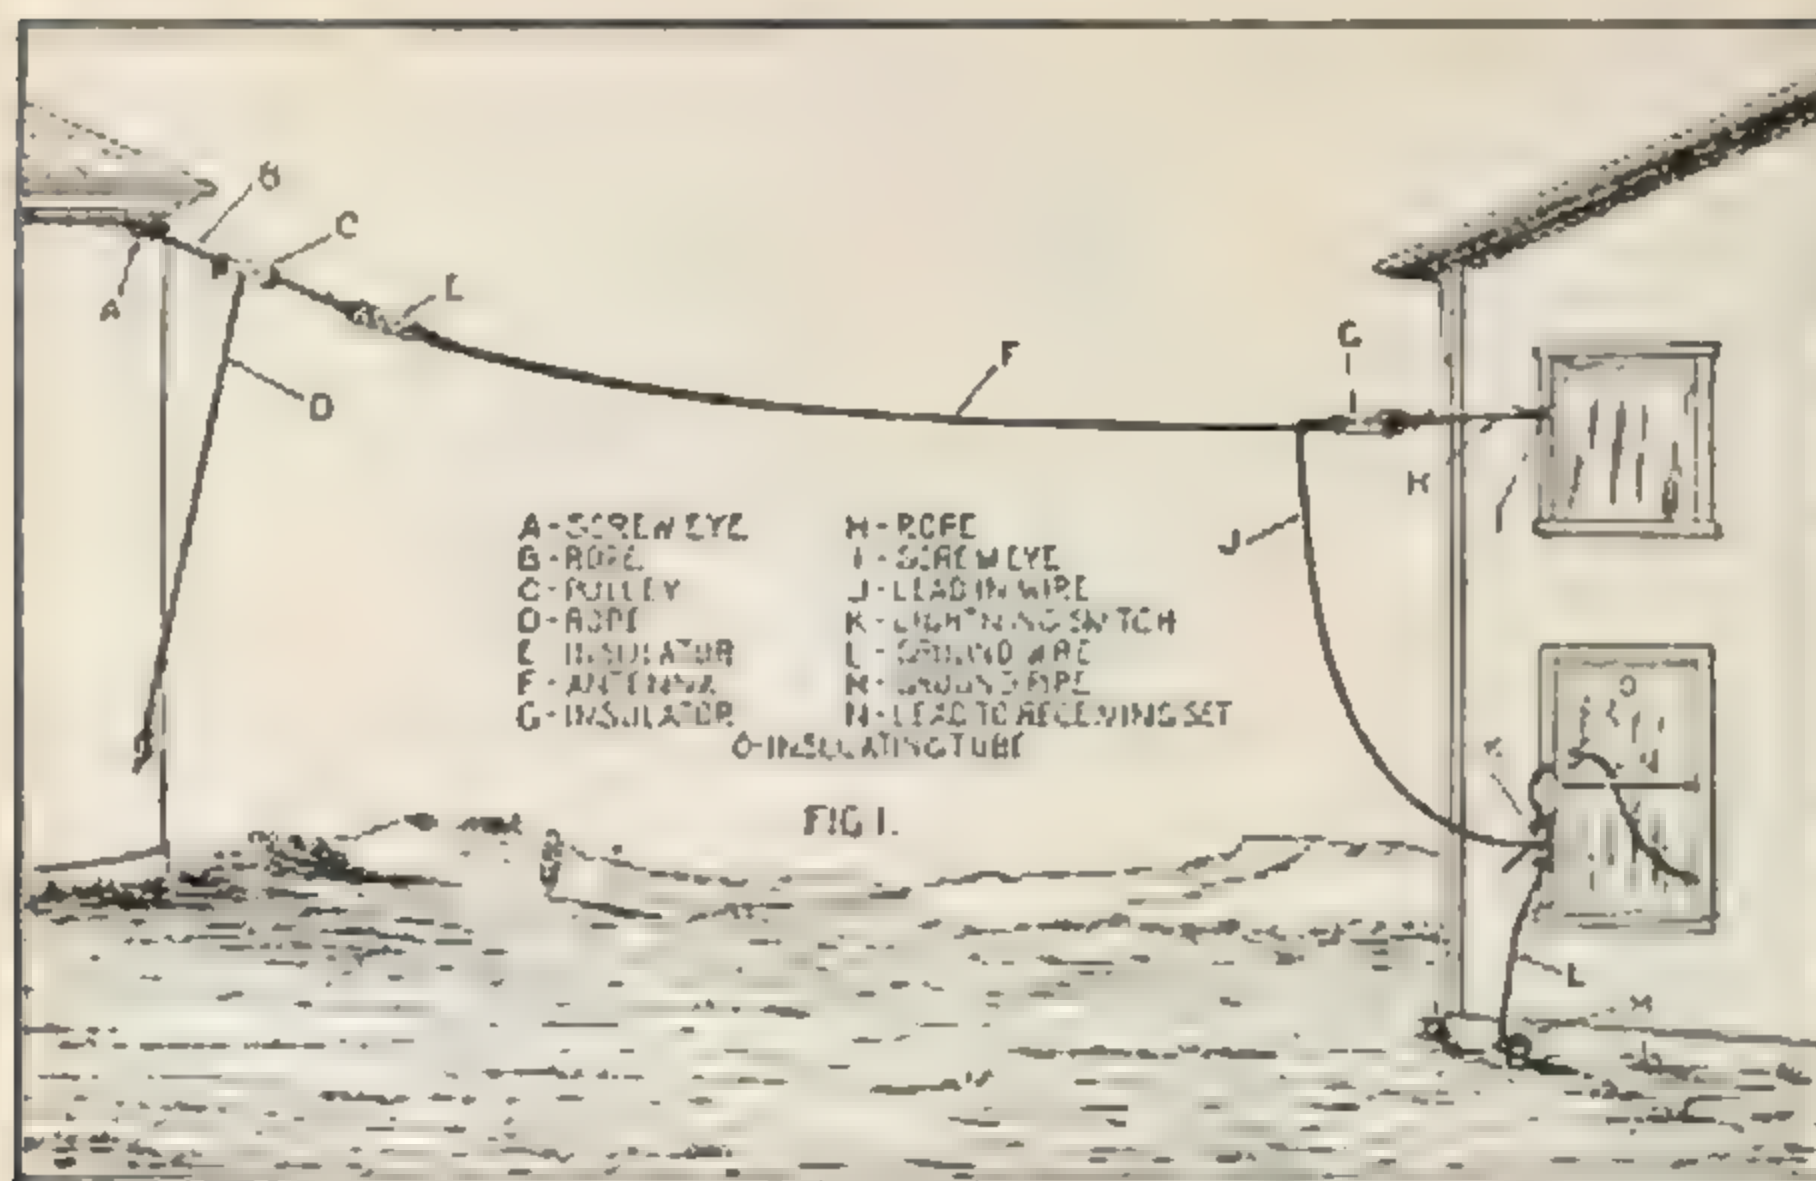 B
C
A
E
D
F
G
H
J
A - SCREW EYE
B - ROPE
C - PULLEY
D - ROPE
E INSULATOR
F - ANTENNA
G - INSULATOR
H - ROPE
I - SCREW EYE
J - LEAD IN WIRE
K - LIGHTNING SWITCH
L - GROUND WIRE
M - GROUND PIPE
N - LEAD TO RECEIVING SET
O - INSULATING TUBE
FIG 1.
O
K
L
M